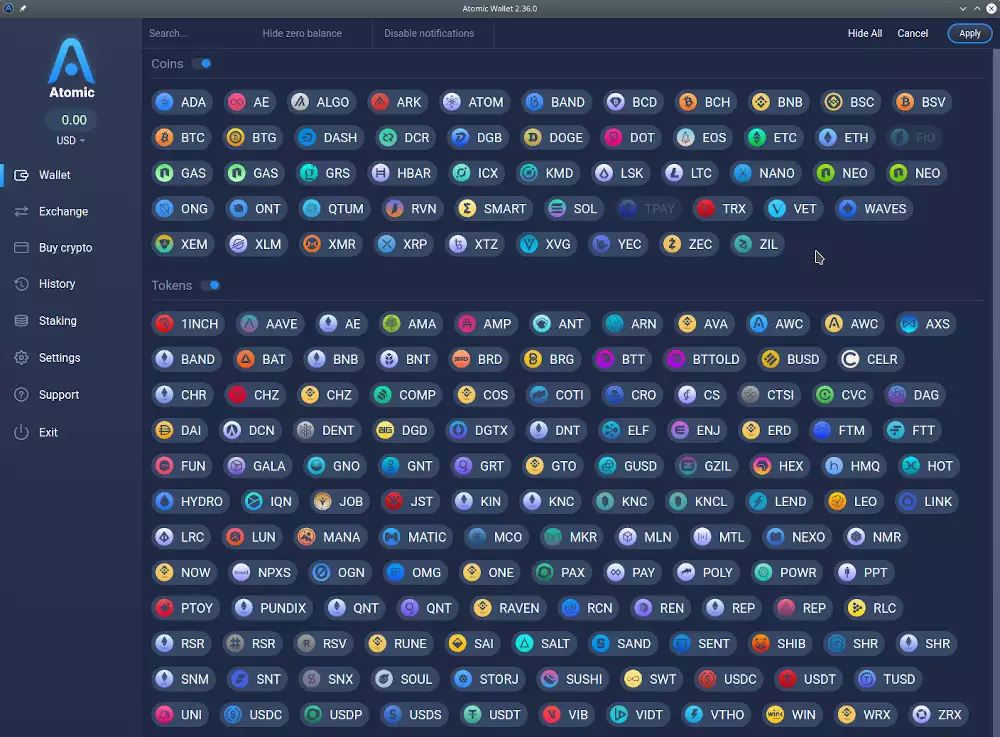 Atomic Wallet 2.36.0
Search... Hide zero balance Disable notifications Hide All Cancel Apply
Atomic
0.00
USD
Wallet
Exchange
Buy crypto
History
Staking
Settings
Support
Exit
Coins
ADA AE ALGO ARK ATOM BAND BCD BCH BNB BSC BSV
BTC BTG DASH DCR DGB DOGE DOT EOS ETC ETH FIO
GAS GAS GRS HBAR ICX KMD LSK LTC NANO NEO NEO
ONG ONT QTUM RVN SMART SOL TPAY TRX VET WAVES
XEM XLM XMR XRP XTZ XVG YEC ZEC ZIL
Tokens
1INCH AAVE AE AMA AMP ANT ARN AVA AWC AWC AXS
BAND BAT BNB BNT BRD BRG BTT BTTOLD BUSD CELR
CHR CHZ CHZ COMP COS COTI CRO CS CTSI CVC DAG
DAI DCN DENT DGD DGTX DNT ELF ENJ ERD FTM FTT
FUN GALA GNO GNT GRT GTO GUSD GZIL HEX HMQ HOT
HYDRO IQN JOB JST KIN KNC KNC KNCL LEND LEO LINK
LRC LUN MANA MATIC MCO MKR MLN MTL NEXO NMR
NOW NPXS OGN OMG ONE PAX PAY POLY POWR PPT
PTOY PUNDIX QNT QNT RAVEN RCN REN REP REP RLC
RSR RSR RSV RUNE SAI SALT SAND SENT SHIB SHR SHR
SNM SNT SNX SOUL STORJ SUSHI SWT USDC USDT TUSD
UNI USDC USDP USDS USDT VIB VIDT VTHO WIN WRX ZRX